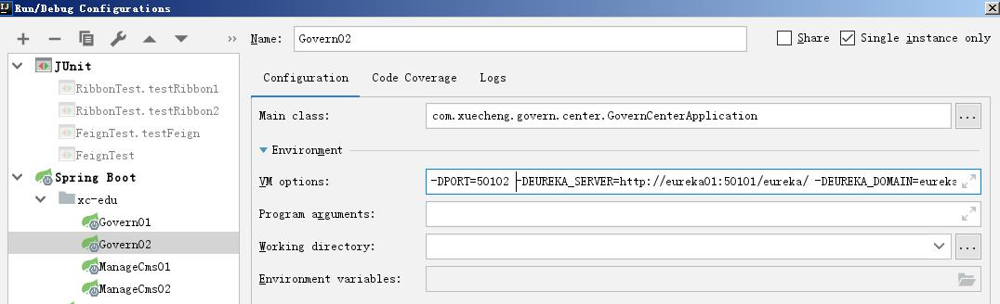 Run/Debug Configurations
Name: Govern02
Share
Single instance only
JUnit
RibbonTest.testRibbon1
RibbonTest.testRibbon2
FeignTest.testFeign
FeignTest
Spring Boot
xc-edu
Govern01
Govern02
ManageCms01
ManageCms02
Configuration
Code Coverage
Logs
Main class: com.xuecheng.govern.center.GovernCenterApplication
...
Environment
VM options: -DPORT=50102 -DEUREKA_SERVER=http://eureka01:50101/eureka/ -DEUREKA_DOMAIN=eureka
Program arguments:
Working directory:
...
Environment variables: